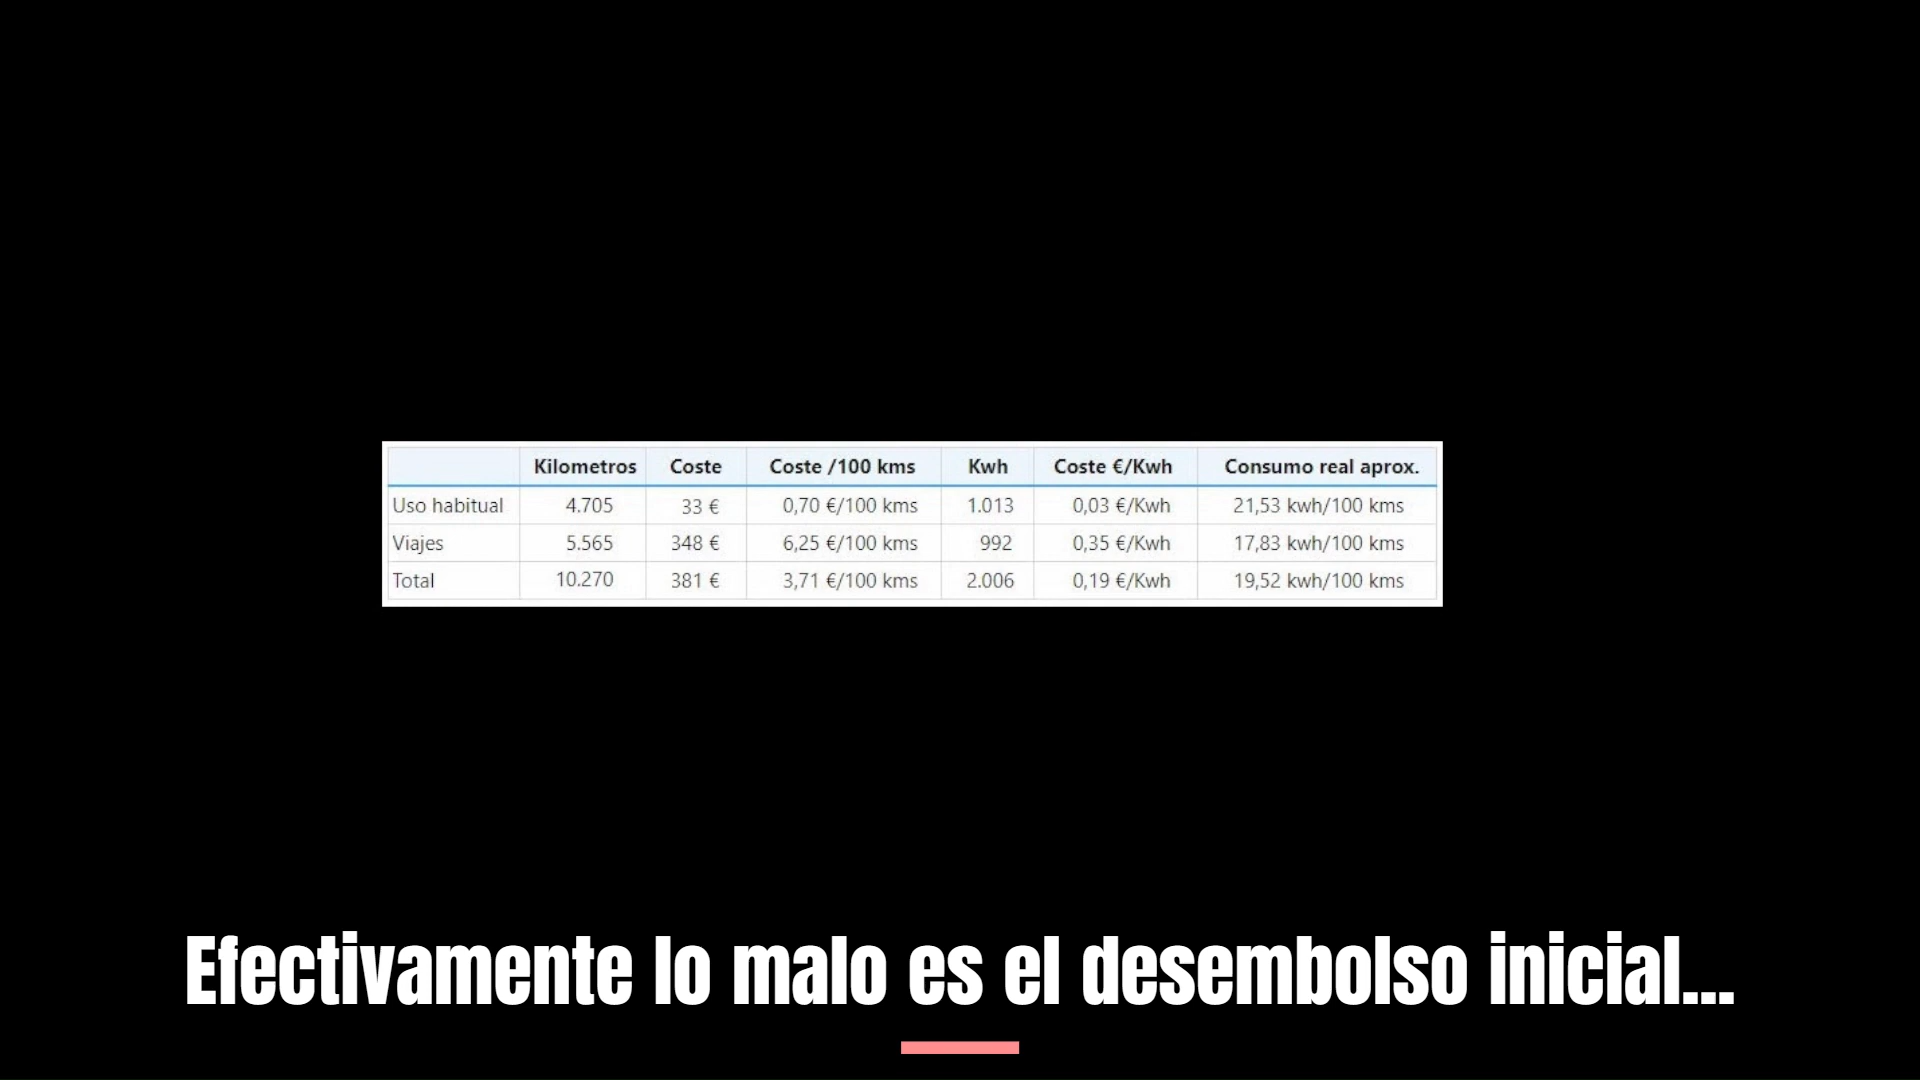 Kilometros Coste Coste /100 kms Kwh Coste €/Kwh Consumo real aprox.
Uso habitual 4.705 33 € 0,70 €/100 kms 1.013 0,03 €/Kwh 21,53 kwh/100 kms
Viajes 5.565 348 € 6,25 €/100 kms 992 0,35 €/Kwh 17,83 kwh/100 kms
Total 10.270 381 € 3,71 €/100 kms 2.006 0,19 €/Kwh 19,52 kwh/100 kms
Efectivamente lo malo es el desembolso inicial...